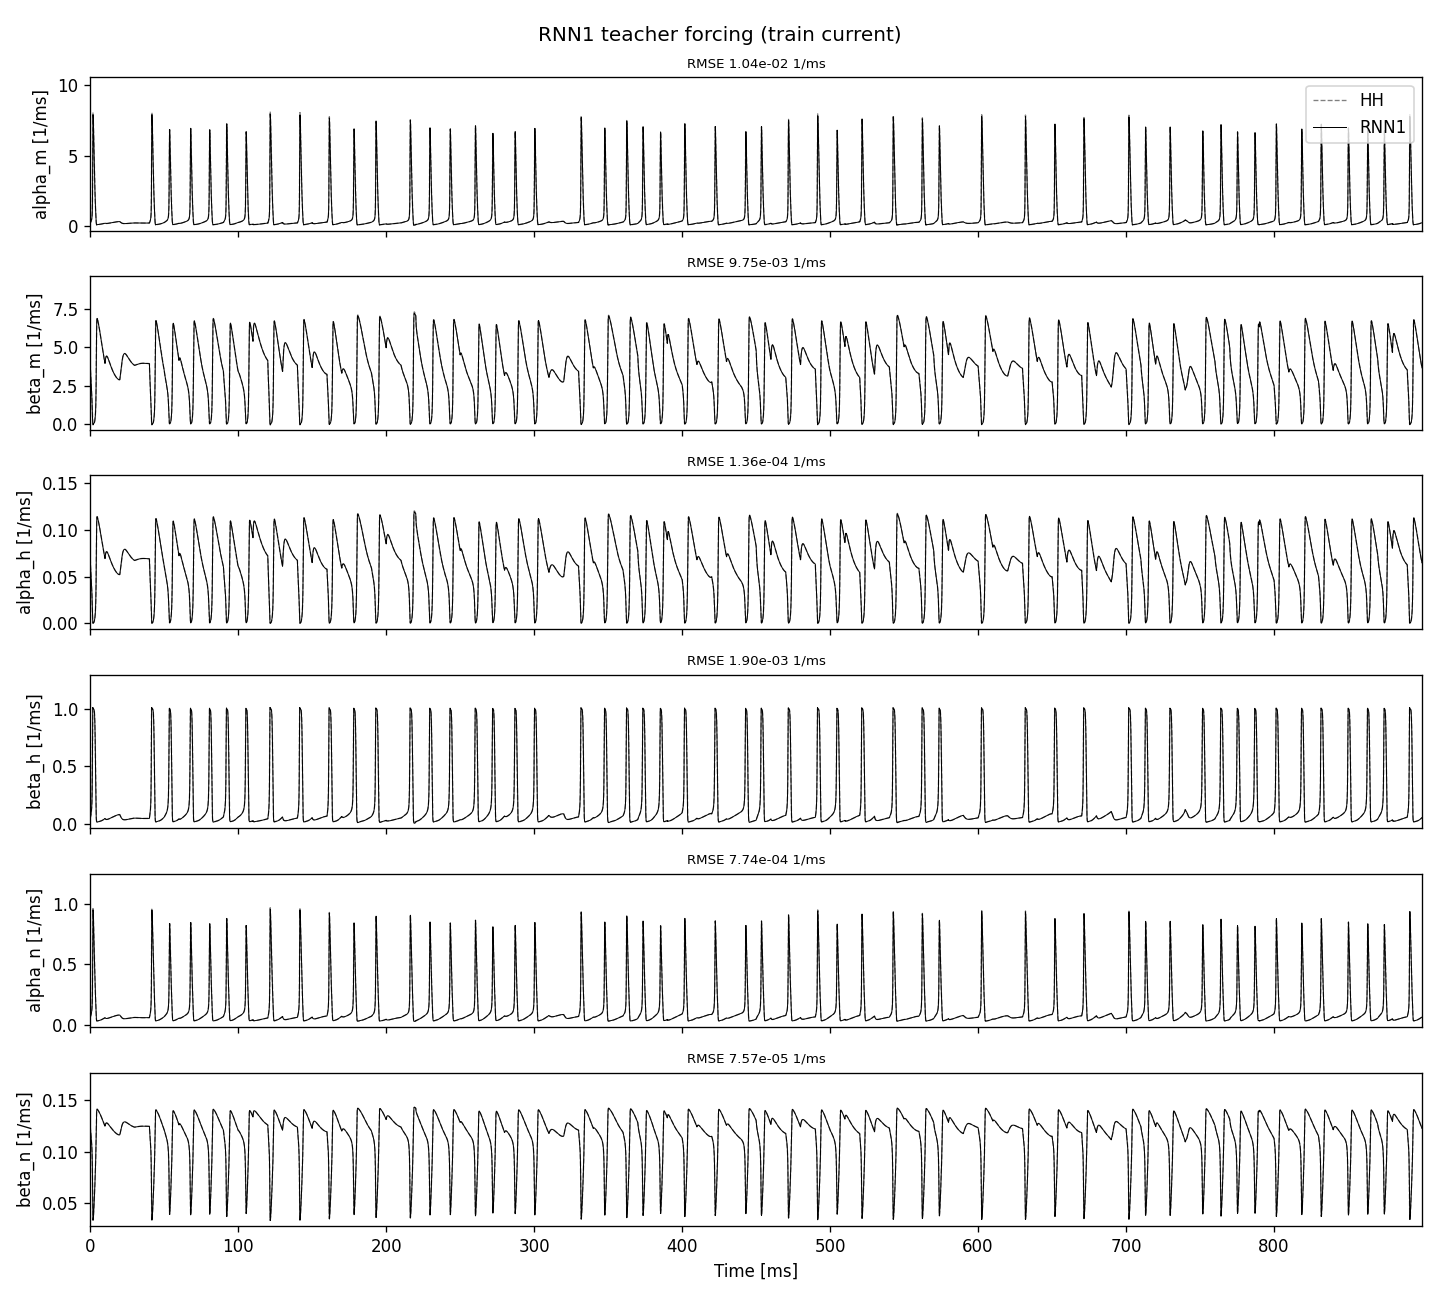 RNN1 teacher forcing (train current)
RMSE 1.04e-02 1/ms
10
5
0
alpha_m [1/ms]
HH
RNN1
RMSE 9.75e-03 1/ms
7.5
5.0
2.5
0.0
beta_m [1/ms]
RMSE 1.36e-04 1/ms
0.15
0.10
0.05
0.00
alpha_h [1/ms]
RMSE 1.90e-03 1/ms
1.0
0.5
0.0
beta_h [1/ms]
RMSE 7.74e-04 1/ms
1.0
0.5
0.0
alpha_n [1/ms]
RMSE 7.57e-05 1/ms
0.15
0.10
0.05
beta_n [1/ms]
0 100 200 300 400 500 600 700 800
Time [ms]